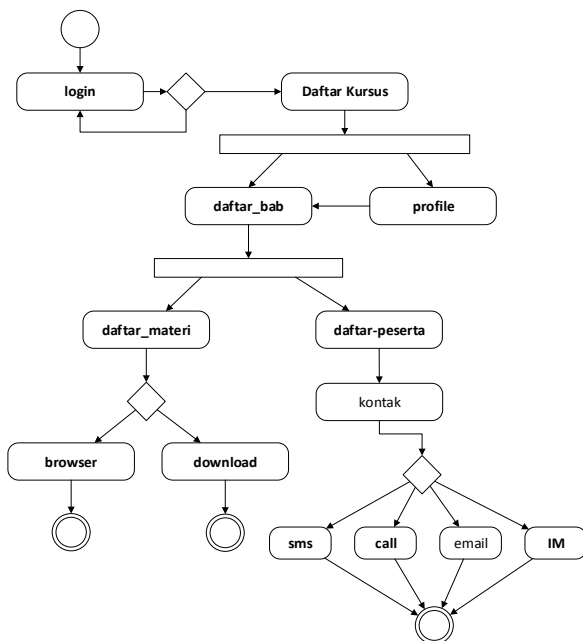 login
Daftar Kursus
daftar_bab
profile
daftar_materi
daftar-peserta
kontak
browser
download
sms
call
email
IM